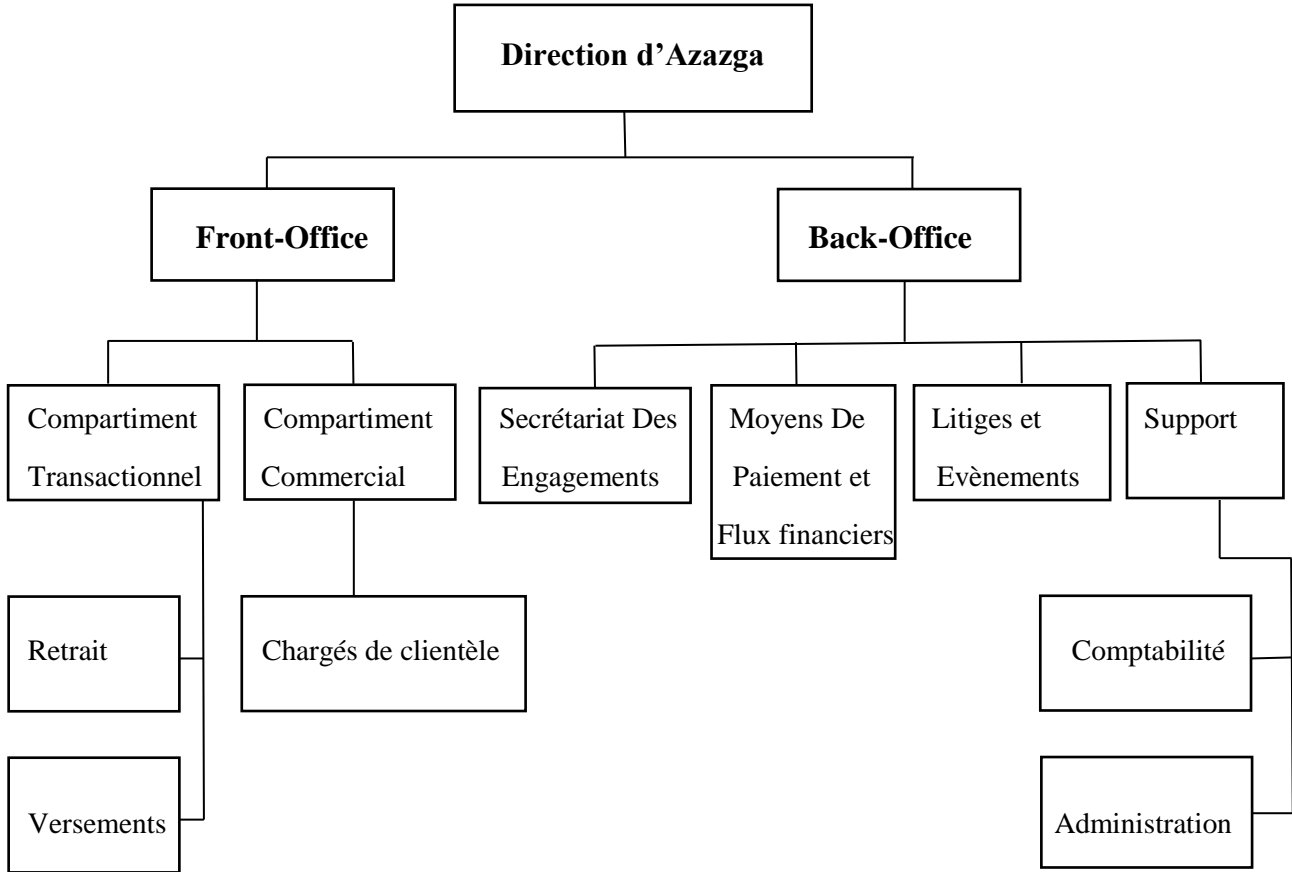 Direction d’Azazga
Front-Office
Back-Office
Compartiment
Transactionnel
Compartiment
Commercial
Secrétariat Des
Engagements
Moyens De
Paiement et
Flux financiers
Litiges et
Evènements
Support
Retrait
Chargés de clientèle
Comptabilité
Versements
Administration